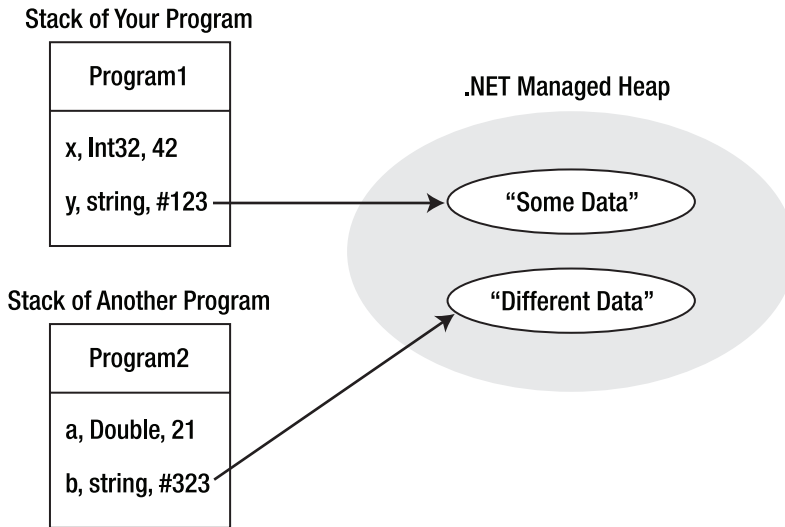 Stack of Your Program
Program1
x, Int32, 42
y, string, #123
.NET Managed Heap
“Some Data”
“Different Data”
Stack of Another Program
Program2
a, Double, 21
b, string, #323